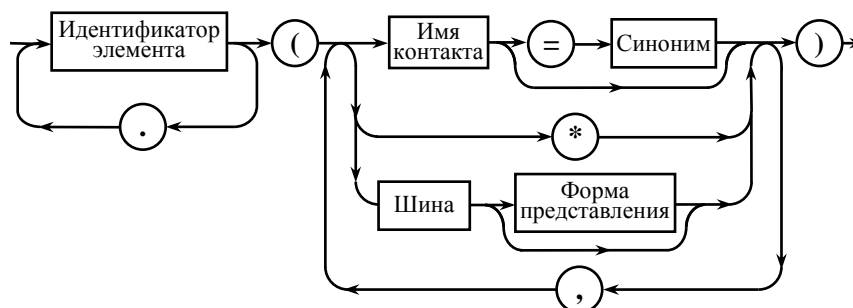 Идентификатор
элемента
.
(
Имя
контакта
=
Синоним
)
*
Шина
Форма
представления
,